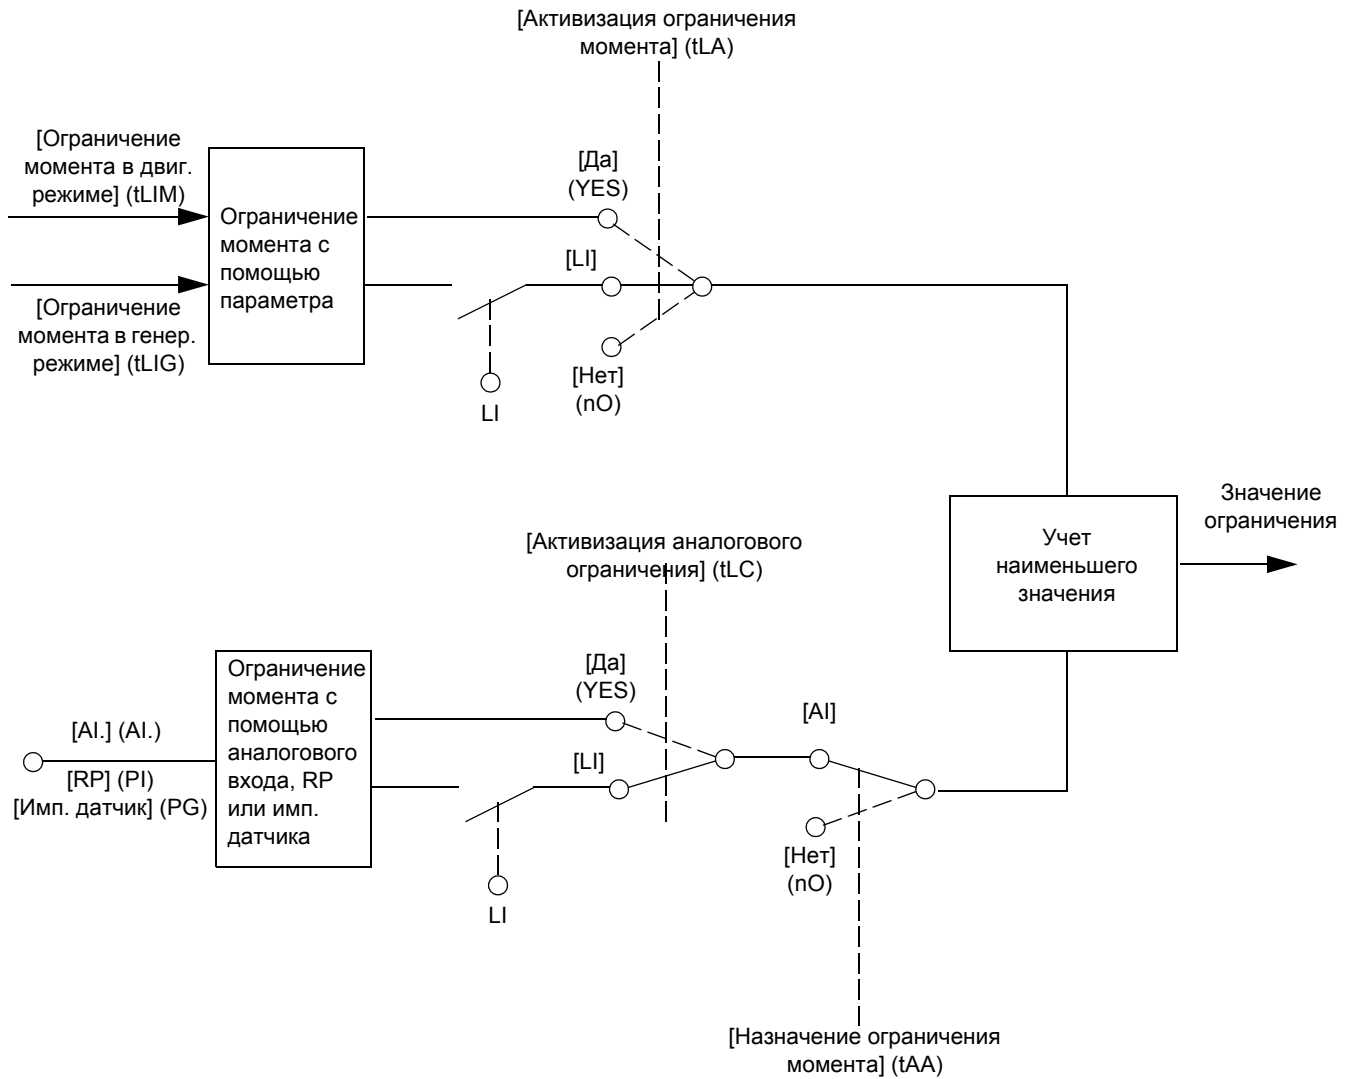 [Активизация ограничения
момента] (tLA)
[Ограничение
момента в двиг.
режиме] (tLIM)
[Ограничение
момента в генер.
режиме] (tLIG)
Ограничение
момента с
помощью
параметра
[Да]
(YES)
[LI]
[Нет]
(nO)
LI
Учет
наименьшего
значения
Значение
ограничения
[Активизация аналогового
ограничения] (tLC)
[AI.] (AI.)
[RP] (PI)
[Имп. датчик] (PG)
Ограничение
момента с
помощью
аналогового
входа, RP
или имп.
датчика
[Да]
(YES)
[LI]
LI
[AI]
[Нет]
(nO)
[Назначение ограничения
момента] (tAA)